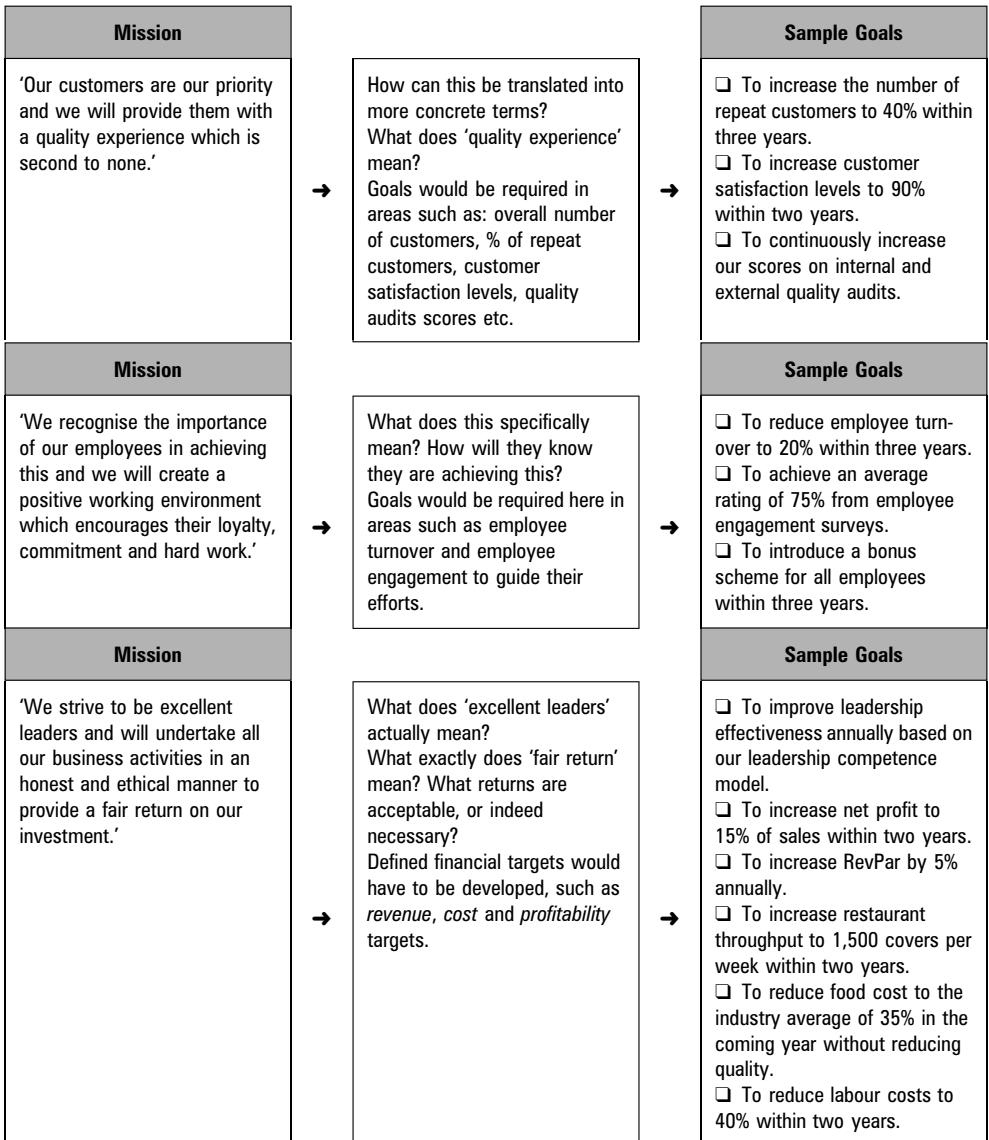 Mission
Sample Goals
‘Our customers are our priority
and we will provide them with
a quality experience which is
second to none.’
➜
How can this be translated into
more concrete terms?
What does ‘quality experience’
mean?
Goals would be required in
areas such as: overall number
of customers, % of repeat
customers, customer
satisfaction levels, quality
audits scores etc.
➜
❑ To increase the number of
repeat customers to 40% within
three years.
❑ To increase customer
satisfaction levels to 90%
within two years.
❑ To continuously increase
our scores on internal and
external quality audits.
Mission
Sample Goals
‘We recognise the importance
of our employees in achieving
this and we will create a
positive working environment
which encourages their loyalty,
commitment and hard work.’
➜
What does this specifically
mean? How will they know
they are achieving this?
Goals would be required here in
areas such as employee
turnover and employee
engagement to guide their
efforts.
➜
❑ To reduce employee turn-
over to 20% within three years.
❑ To achieve an average
rating of 75% from employee
engagement surveys.
❑ To introduce a bonus
scheme for all employees
within three years.
Mission
Sample Goals
‘We strive to be excellent
leaders and will undertake all
our business activities in an
honest and ethical manner to
provide a fair return on our
investment.’
➜
What does ‘excellent leaders’
actually mean?
What exactly does ‘fair return’
mean? What returns are
acceptable, or indeed
necessary?
Defined financial targets would
have to be developed, such as
revenue, cost and profitability
targets.
➜
❑ To improve leadership
effectiveness annually based on
our leadership competence
model.
❑ To increase net profit to
15% of sales within two years.
❑ To increase RevPar by 5%
annually.
❑ To increase restaurant
throughput to 1,500 covers per
week within two years.
❑ To reduce food cost to the
industry average of 35% in the
coming year without reducing
quality.
❑ To reduce labour costs to
40% within two years.